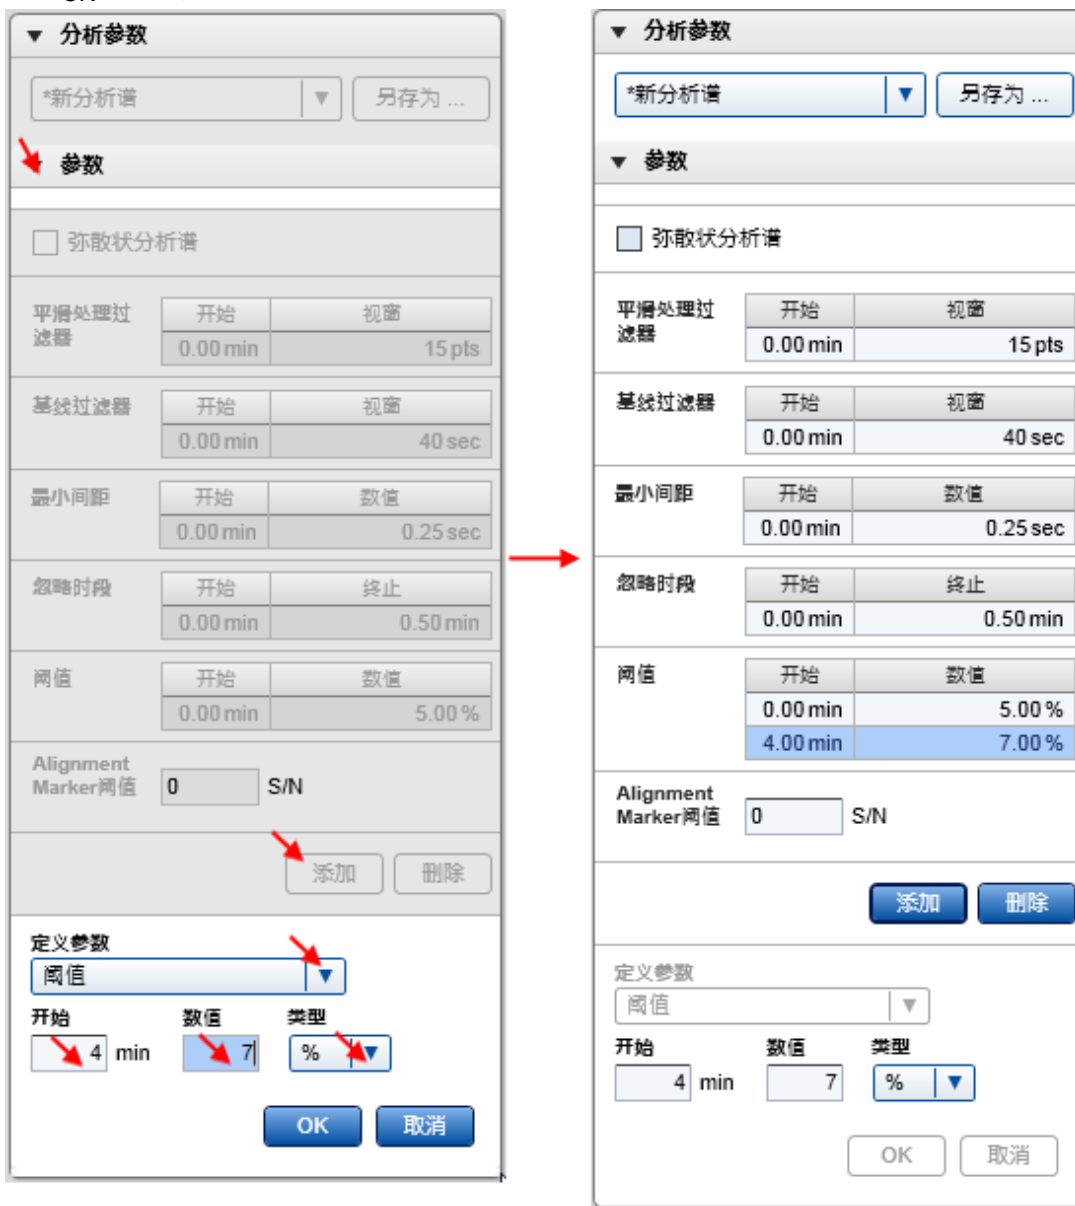 分析参数
*新分析谱
另存为 ...
参数
弥散状分析谱
平滑处理过
滤器
开始 视窗
0.00 min 15 pts
基线过滤器
开始 视窗
0.00 min 40 sec
最小间距
开始 数值
0.00 min 0.25 sec
忽略时段
开始 终止
0.00 min 0.50 min
阈值
开始 数值
0.00 min 5.00 %
Alignment
Marker阈值 0 S/N
添加 删除
定义参数
阈值
开始 数值 类型
4 min 7 %
OK 取消
分析参数
*新分析谱
另存为 ...
参数
弥散状分析谱
平滑处理过
滤器
开始 视窗
0.00 min 15 pts
基线过滤器
开始 视窗
0.00 min 40 sec
最小间距
开始 数值
0.00 min 0.25 sec
忽略时段
开始 终止
0.00 min 0.50 min
阈值
开始 数值
0.00 min 5.00 %
4.00 min 7.00 %
Alignment
Marker阈值 0 S/N
添加 删除
定义参数
阈值
开始 数值 类型
4 min 7 %
OK 取消